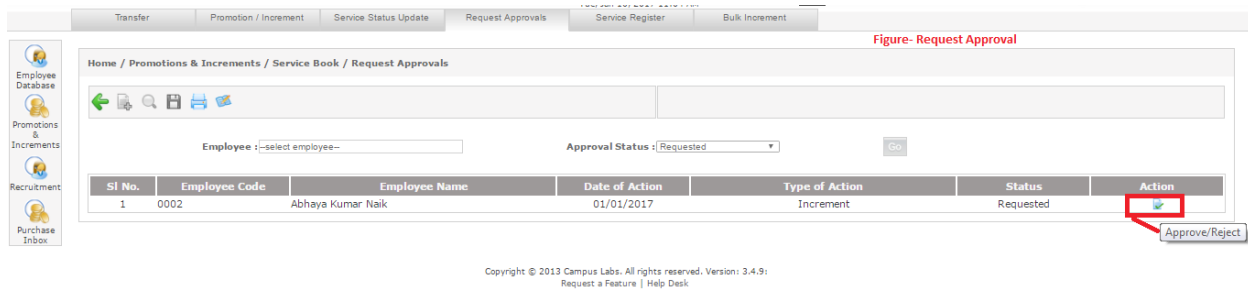 Transfer Promotion / Increment Service Status Update Request Approvals Service Register Bulk Increment
Figure- Request Approval
Home / Promotions & Increments / Service Book / Request Approvals
Employee
Database
Promotions
&
Increments
Recruitment
Purchase
Inbox
Employee : --select employee-- Approval Status : Requested Go
Sl No. Employee Code Employee Name Date of Action Type of Action Status Action
1 0002 Abhaya Kumar Naik 01/01/2017 Increment Requested
Approve/Reject
Copyright © 2013 Campus Labs. All rights reserved. Version: 3.4.9:
Request a Feature | Help Desk